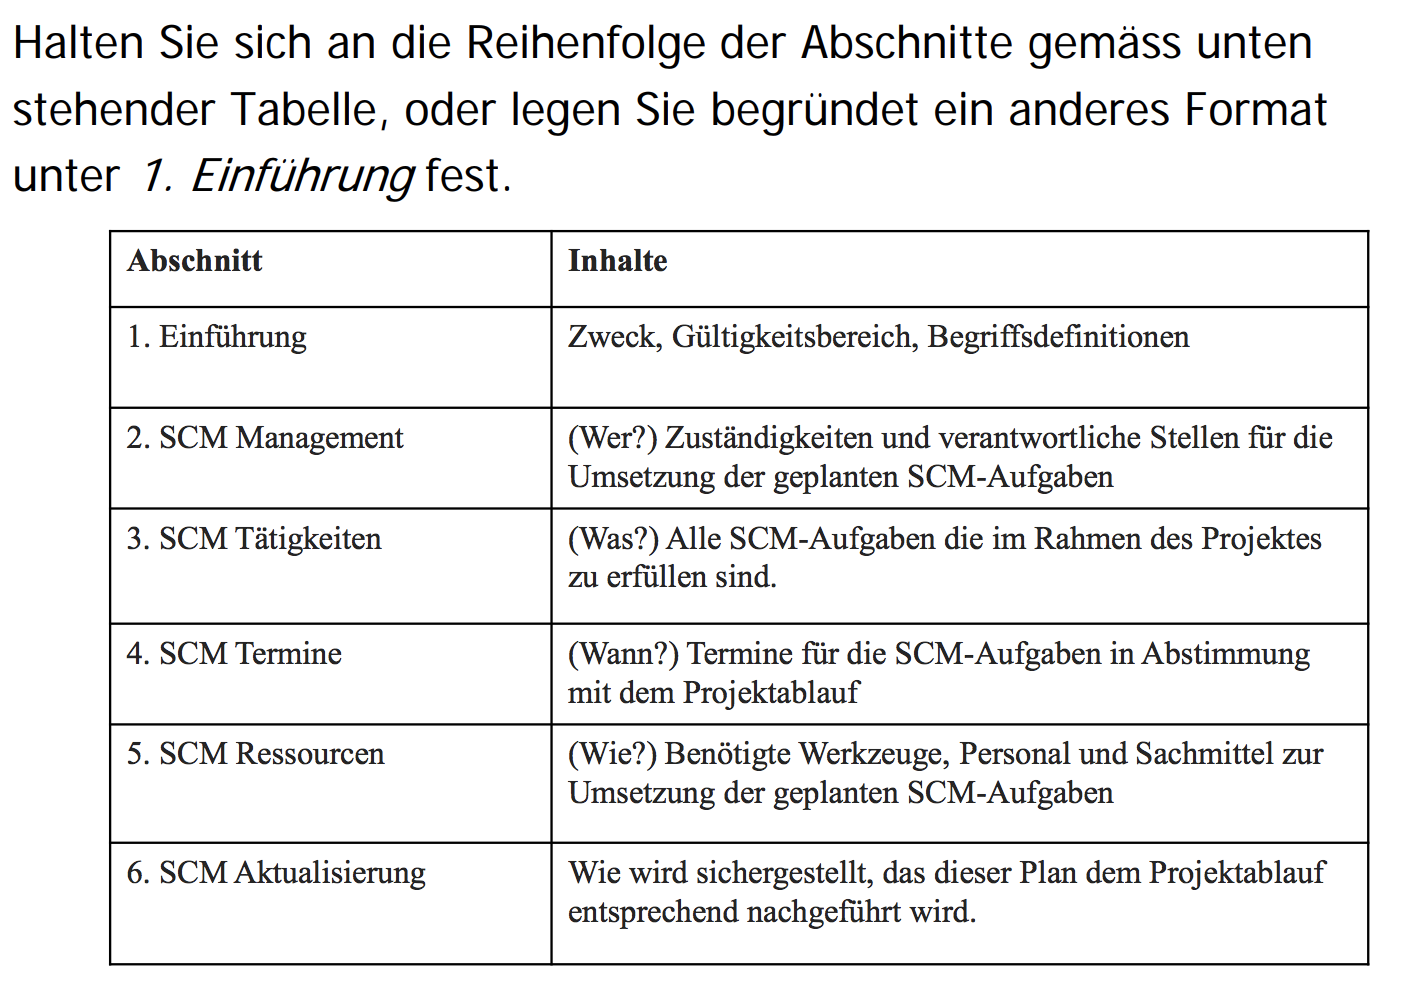 Halten Sie sich an die Reihenfolge der Abschnitte gemäss unten
stehender Tabelle, oder legen Sie begründet ein anderes Format
unter 1. Einführung fest.
Abschnitt
Inhalte
1. Einführung
Zweck, Gültigkeitsbereich, Begriffsdefinitionen
2. SCM Management
(Wer?) Zuständigkeiten und verantwortliche Stellen für die
Umsetzung der geplanten SCM-Aufgaben
3. SCM Tätigkeiten
(Was?) Alle SCM-Aufgaben die im Rahmen des Projektes
zu erfüllen sind.
4. SCM Termine
(Wann?) Termine für die SCM-Aufgaben in Abstimmung
mit dem Projektablauf
5. SCM Ressourcen
(Wie?) Benötigte Werkzeuge, Personal und Sachmittel zur
Umsetzung der geplanten SCM-Aufgaben
6. SCM Aktualisierung
Wie wird sichergestellt, das dieser Plan dem Projektablauf
entsprechend nachgeführt wird.